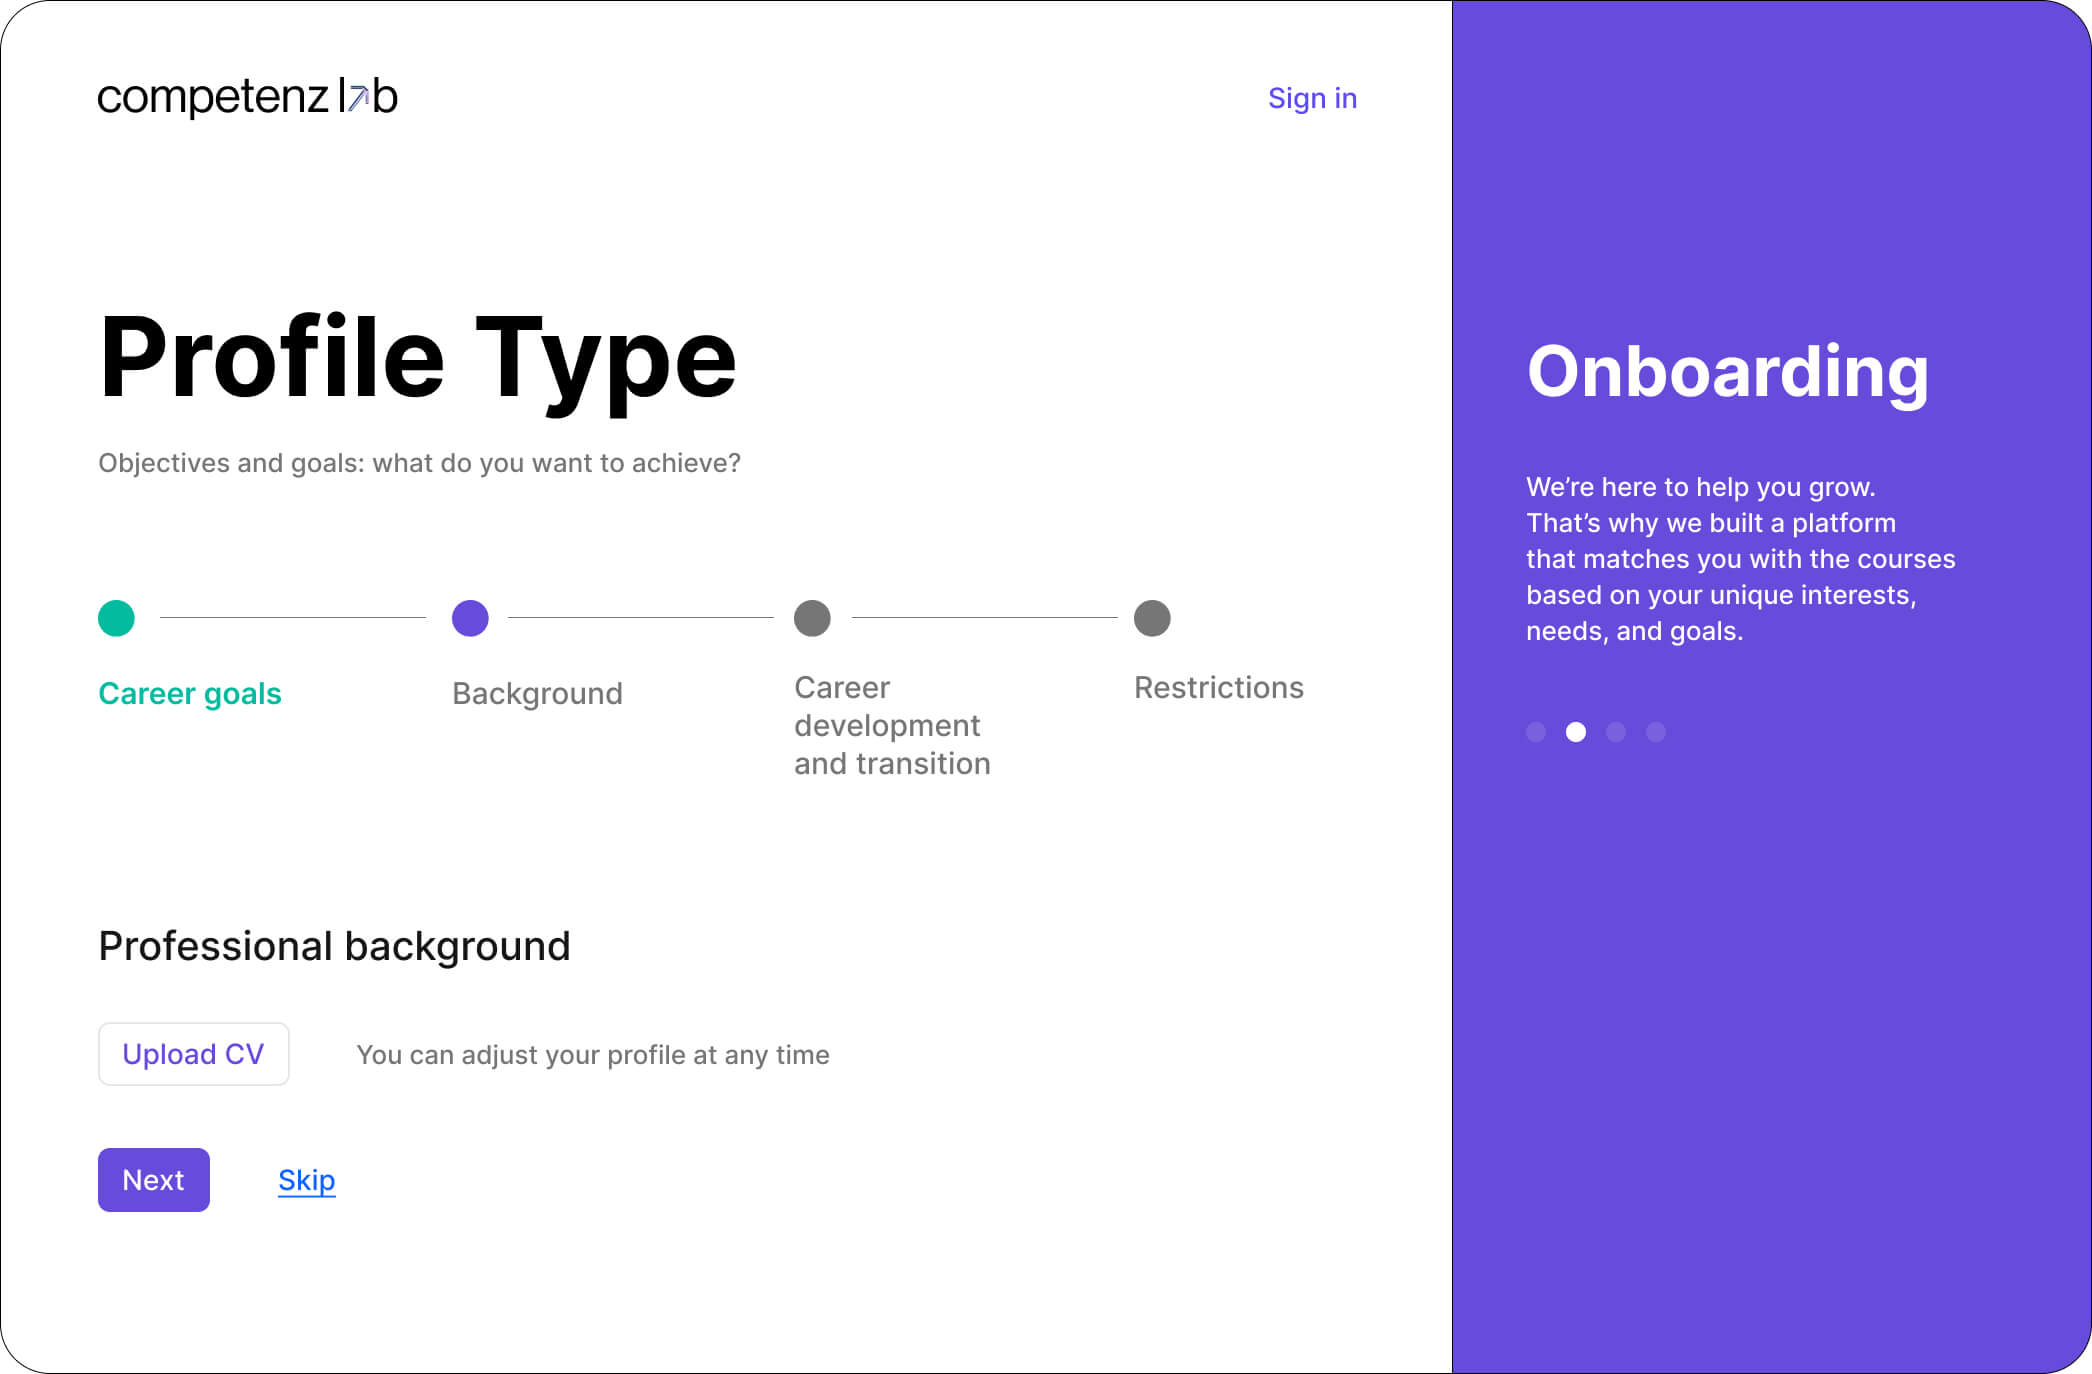 competenz lab
Sign in
Profile Type
Objectives and goals: what do you want to achieve?
Career goals
Background
Career
development
and transition
Restrictions
Professional background
Upload CV
You can adjust your profile at any time
Next
Skip
Onboarding
We’re here to help you grow.
That’s why we built a platform
that matches you with the courses
based on your unique interests,
needs, and goals.